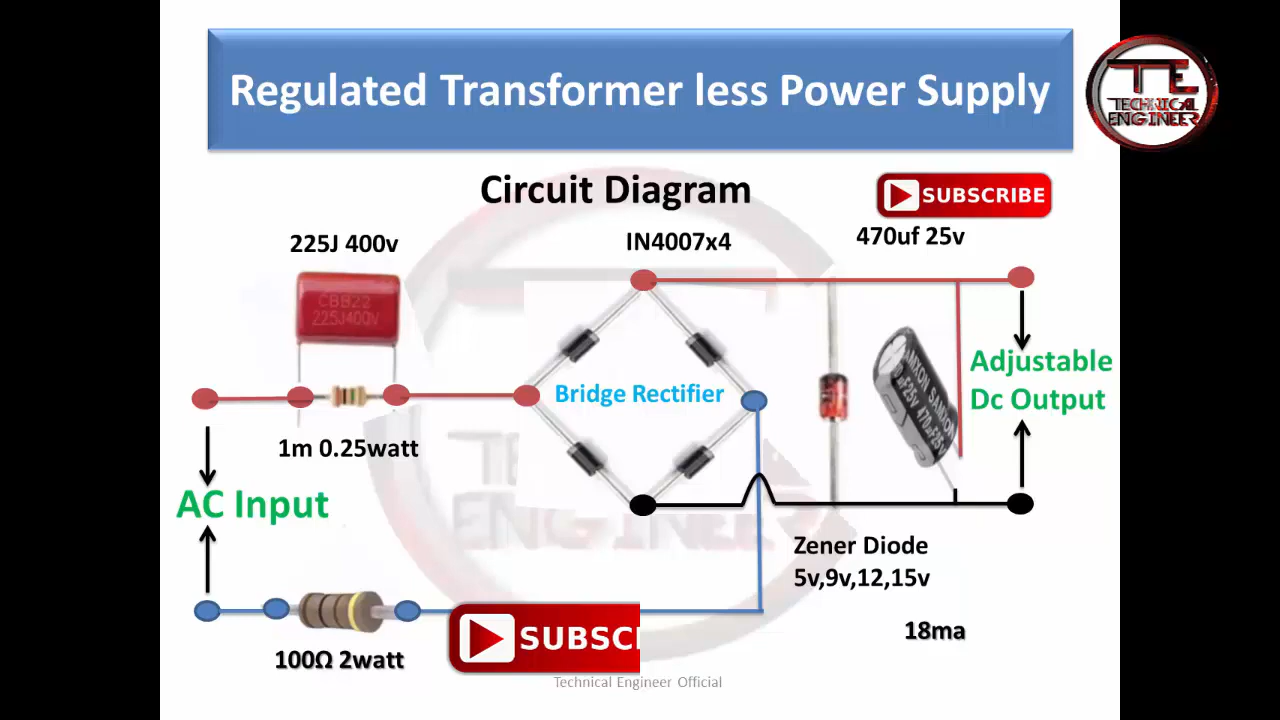 Regulated Transformer less Power Supply
TE
TECHNICAL
ENGINEER
Circuit Diagram
SUBSCRIBE
225J 400v
IN4007x4
470uf 25v
CBB22
225J400V
Adjustable
Dc Output
Bridge Rectifier
1m 0.25watt
AC Input
ENGINEER
Zener Diode
5v,9v,12,15v
18ma
SUBSC
100Ω 2watt
Technical Engineer Official